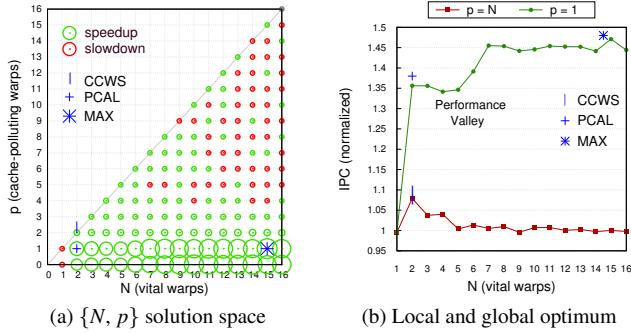 16
15
14
13
12
11
10
9
8
7
6
5
4
3
2
1
0
p (cache-polluting warps)
speedup
slowdown
CCWS
PCAL
MAX
0 1 2 3 4 5 6 7 8 9 10 11 12 13 14 15 16
N (vital warps)
(a) {N, p} solution space
p = N p = 1
1.5
1.45
1.4
1.35
1.3
1.25
1.2
1.15
1.1
1.05
1
0.95
IPC (normalized)
CCWS
PCAL
MAX
Performance
Valley
1 2 3 4 5 6 7 8 9 10 11 12 13 14 15 16
N (vital warps)
(b) Local and global optimum